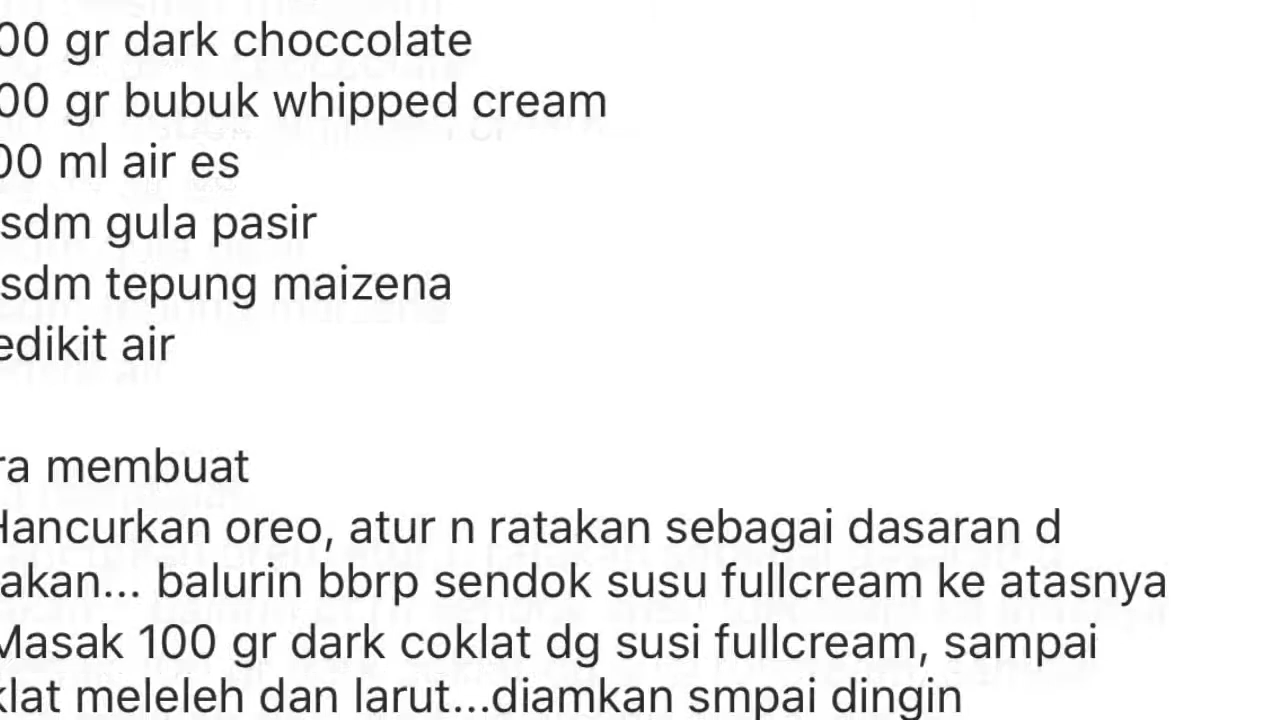 00 gr dark choccolate
00 gr bubuk whipped cream
00 ml air es
sdm gula pasir
sdm tepung maizena
edikit air
ra membuat
Hancurkan oreo, atur n ratakan sebagai dasaran d
akan... balurin bbrp sendok susu fullcream ke atasnya
Masak 100 gr dark coklat dg susi fullcream, sampai
klat meleleh dan larut...diamkan smpai dingin